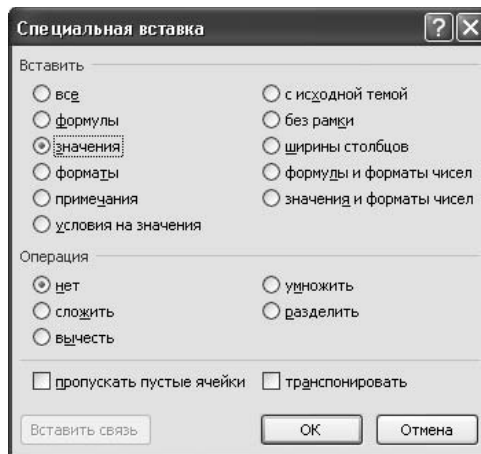 Специальная вставка
Вставить
все
с исходной темой
формулы
без рамки
значения
ширины столбцов
форматы
формулы и форматы чисел
примечания
значения и форматы чисел
условия на значения
Операция
нет
умножить
сложить
разделить
вычесть
пропускать пустые ячейки
транспонировать
Вставить связь
ОК
Отмена